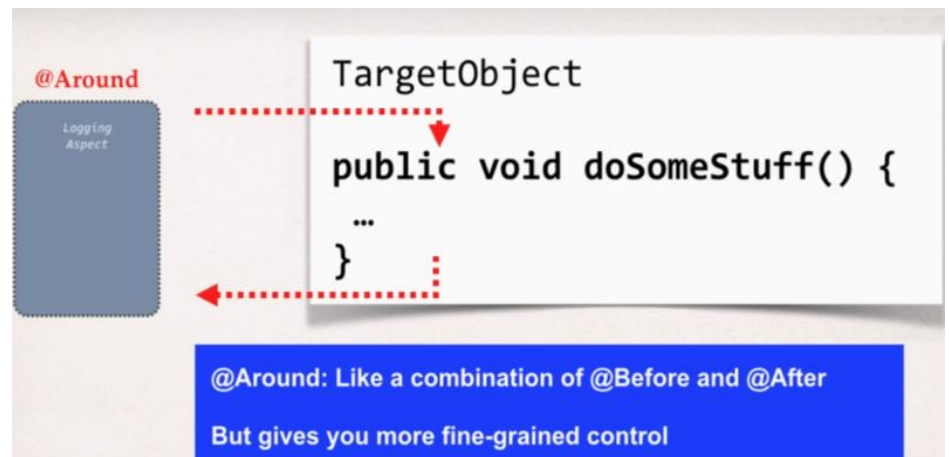 @Around
Logging
Aspect
TargetObject
public void doSomeStuff() {
…
}
@Around: Like a combination of @Before and @After
But gives you more fine-grained control